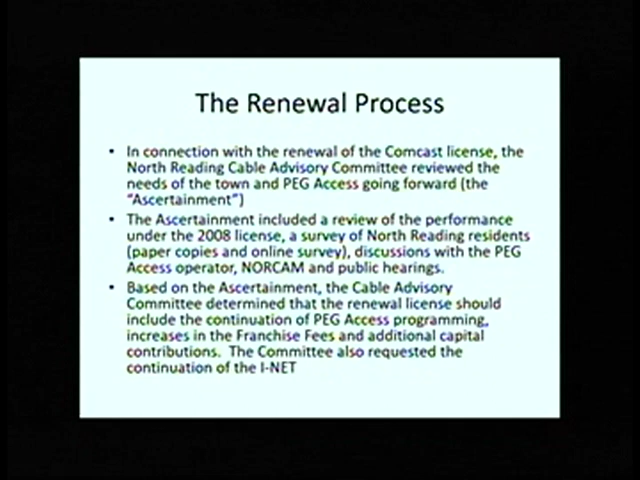 The Renewal Process
• In connection with the renewal of the Comcast license, the
North Reading Cable Advisory Committee reviewed the
needs of the town and PEG Access going forward (the
“Ascertainment”)
• The Ascertainment included a review of the performance
under the 2008 license, a survey of North Reading residents
(paper copies and online survey), discussions with the PEG
Access operator, NORCAM and public hearings.
• Based on the Ascertainment, the Cable Advisory
Committee determined that the renewal license should
include the continuation of PEG Access programming,
increases in the Franchise Fees and additional capital
contributions.  The Committee also requested the
continuation of the I-NET